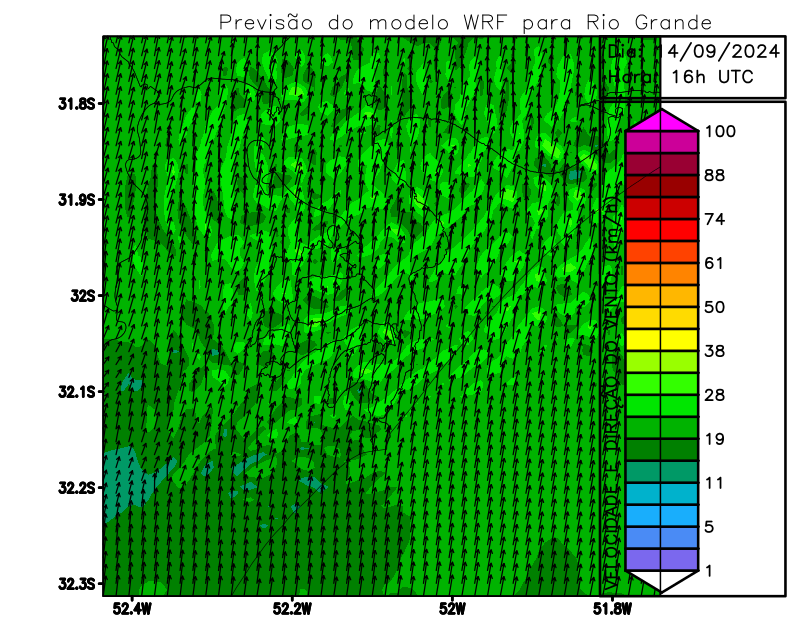 Previsão do modelo WRF para Rio Grande
Dia: 14/09/2024
Hora: 16h UTC
31.8S
31.9S
32S
32.1S
32.2S
32.3S
52.4W
52.2W
52W
51.8W
VELOCIDADE E DIREÇÃO DO VENTO (Km/h)
100
88
74
61
50
38
28
19
11
5
1